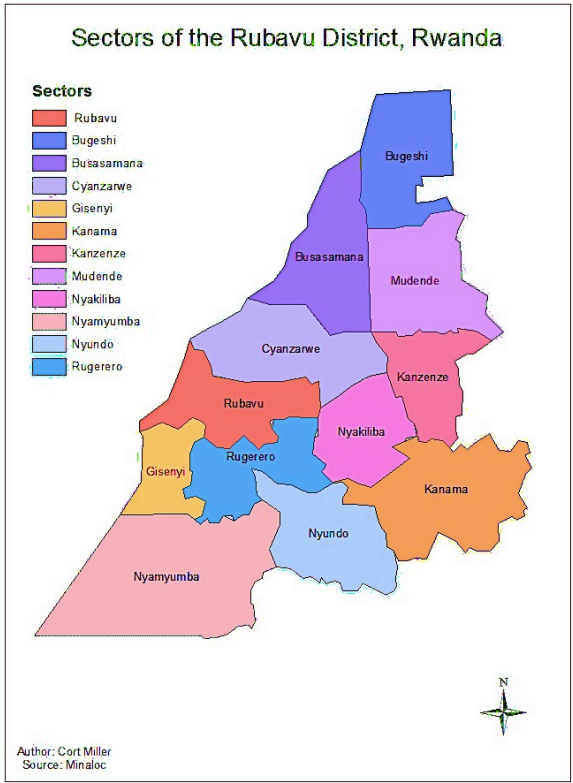 Sectors of the Rubavu District, Rwanda
Sectors
Rubavu
Bugeshi
Busasamana
Cyanzarwe
Gisenyi
Kanama
Kanzenze
Mudende
Nyakiliba
Nyamyumba
Nyundo
Rugerero
Bugeshi
Busasamana
Mudende
Cyanzarwe
Kanzenze
Rubavu
Nyakiliba
Rugerero
Gisenyi
Kanama
Nyundo
Nyamyumba
N
Author: Cort Miller
Source: Minaloc